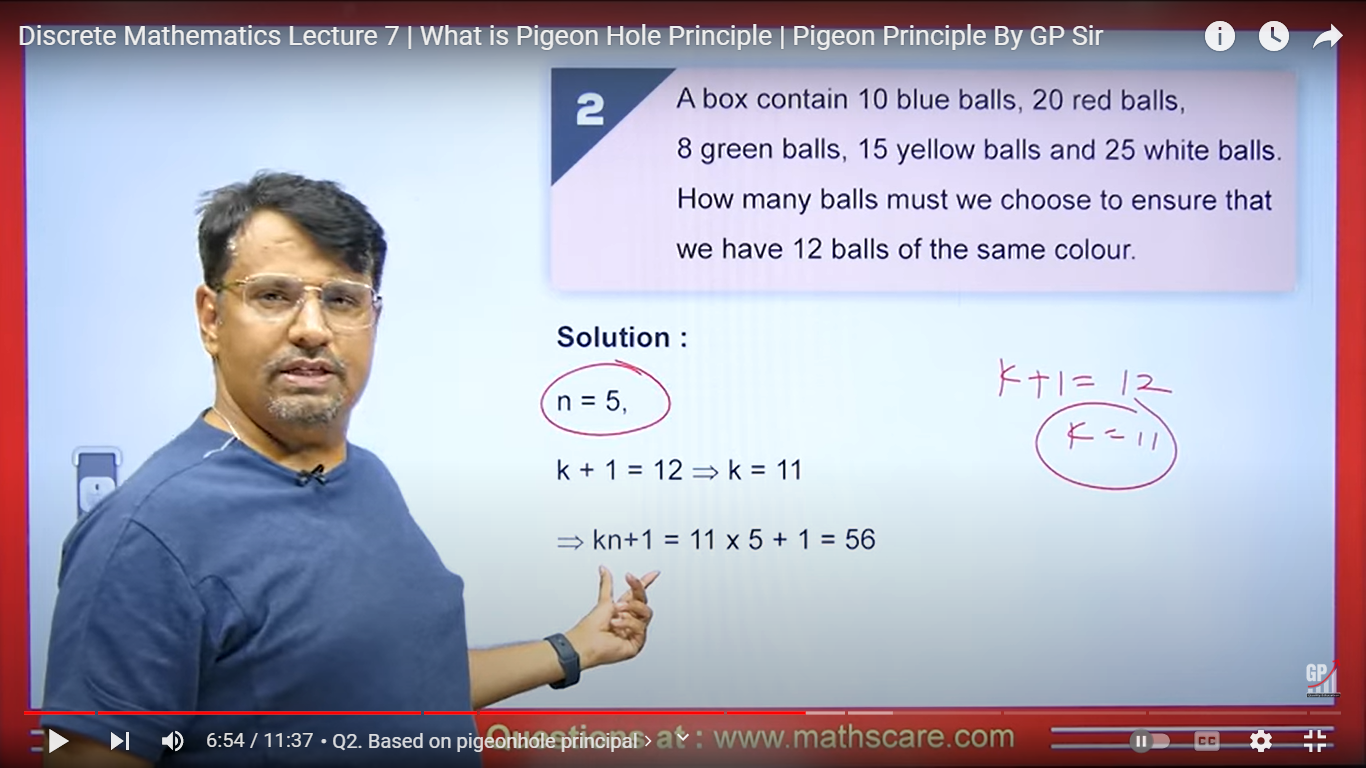 Discrete Mathematics Lecture 7 | What is Pigeon Hole Principle | Pigeon Principle By GP Sir
2
A box contain 10 blue balls, 20 red balls,
8 green balls, 15 yellow balls and 25 white balls.
How many balls must we choose to ensure that
we have 12 balls of the same colour.
Solution :
n = 5,
k + 1 = 12 ⇒ k = 11
⇒ kn+1 = 11 x 5 + 1 = 56
K+1= 12
K = 11
GP
6:54 / 11:37 • Q2. Based on pigeonhole principal >
Questions at : www.mathscare.com
CC